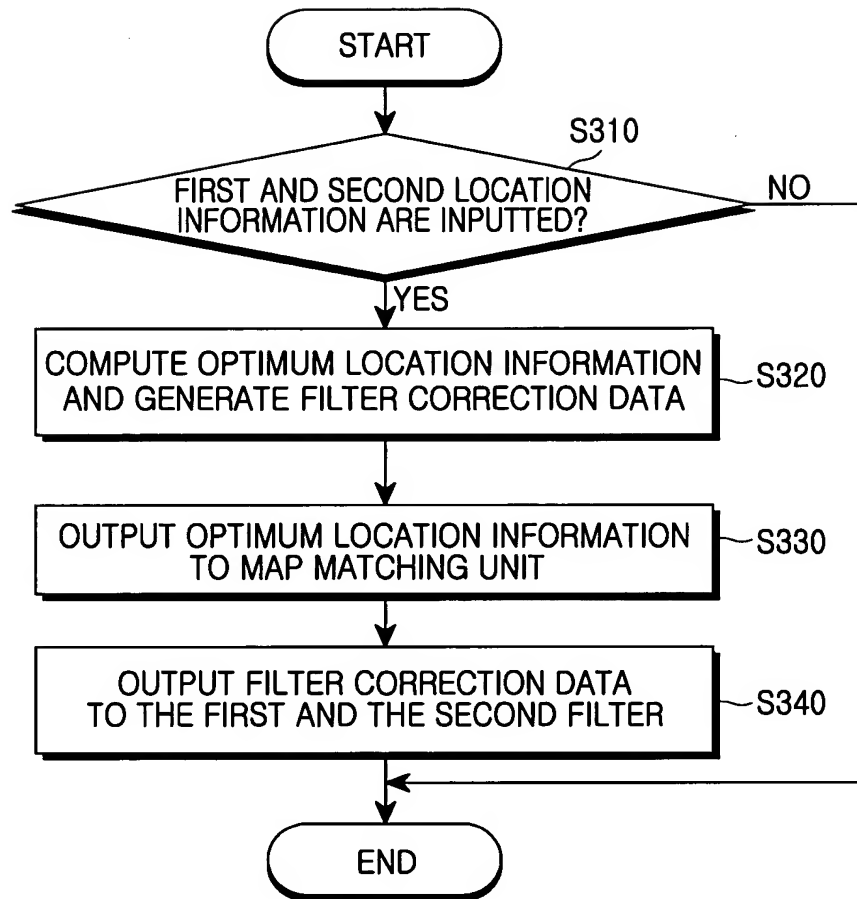 START
S310
FIRST AND SECOND LOCATION
INFORMATION ARE INPUTTED?
NO
YES
COMPUTE OPTIMUM LOCATION INFORMATION
AND GENERATE FILTER CORRECTION DATA
S320
OUTPUT OPTIMUM LOCATION INFORMATION
TO MAP MATCHING UNIT
S330
OUTPUT FILTER CORRECTION DATA
TO THE FIRST AND THE SECOND FILTER
S340
END